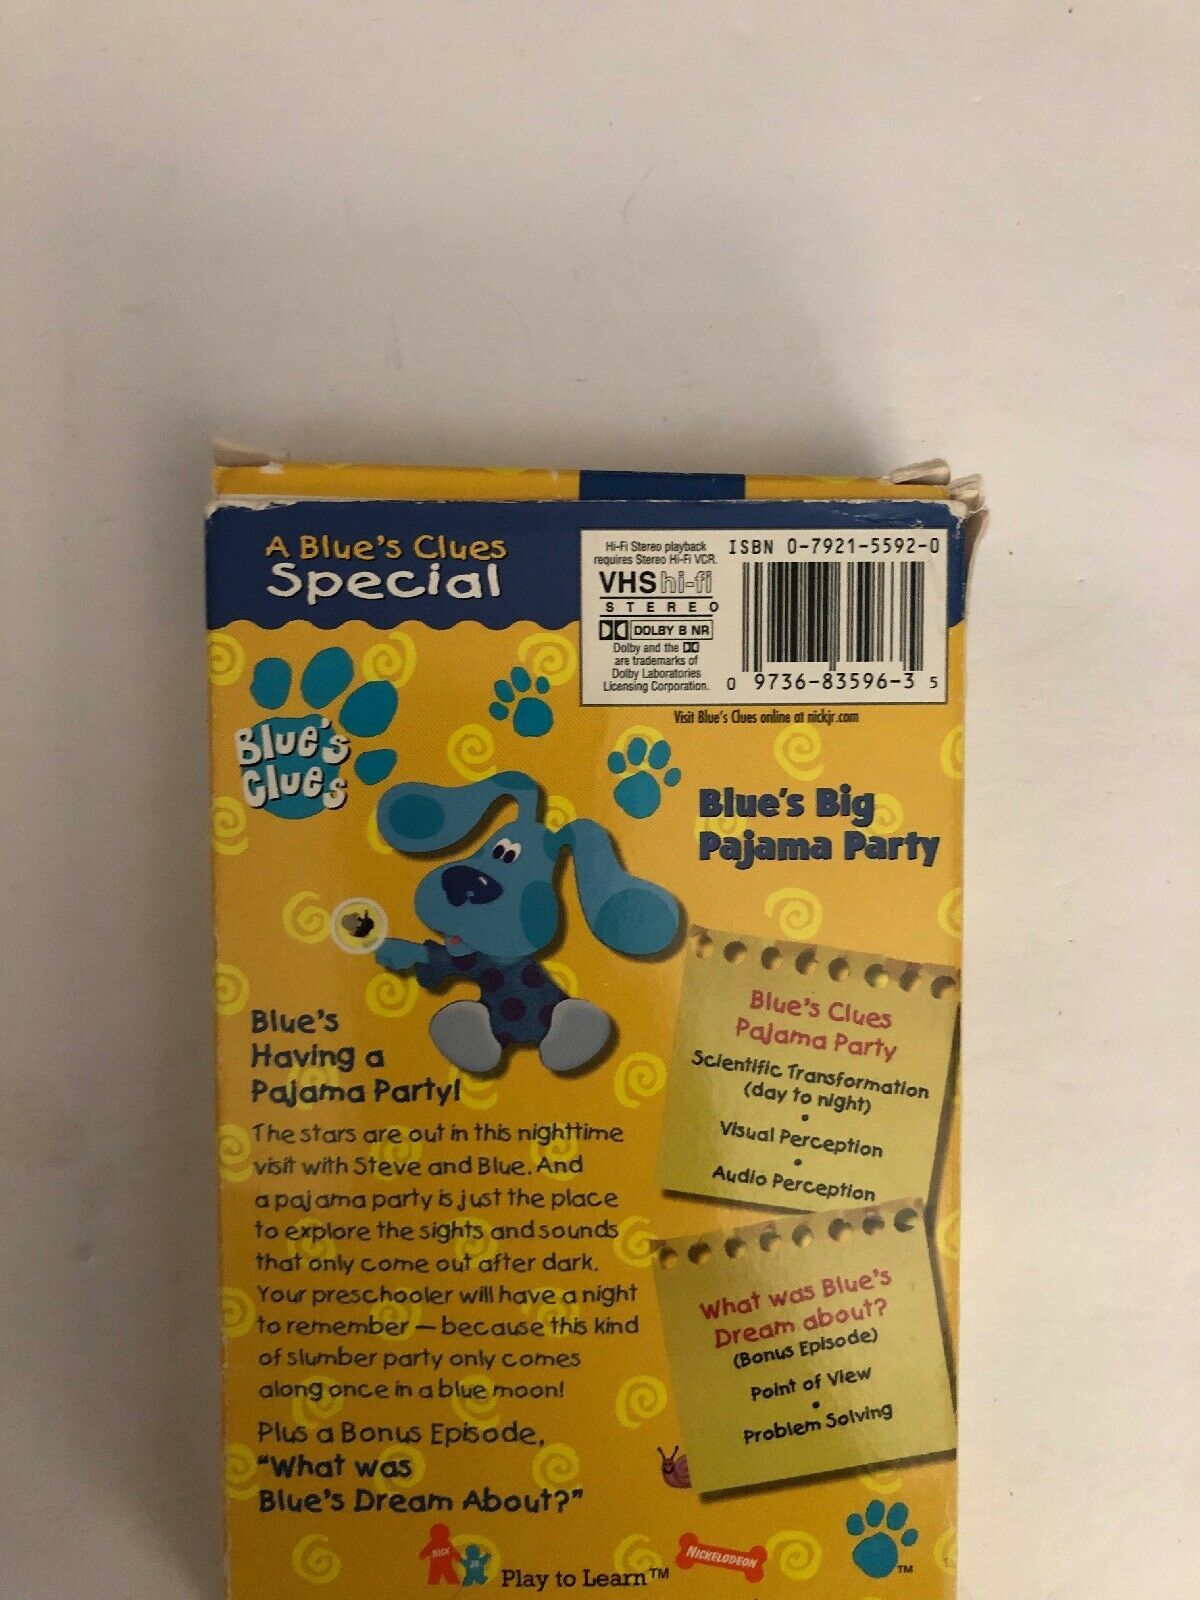 A Blue's Clues
Special
Hi-Fi Stereo playback
requires Stereo Hi-Fi VCR.
VHS hi-fi
STEREO
DOLBY B NR
Dolby and the
are trademarks of
Dolby Laboratories
Licensing Corporation.
ISBN 0-7921-5592-0
0 9736-83596-3 5
Visit Blue's Clues online at nickjr.com
Blue's
Clues
Blue's Big
Pajama Party
Blue's
Having a
Pajama Party!
The stars are out in this nighttime
visit with Steve and Blue. And
a pajama party is just the place
to explore the sights and sounds
that only come out after dark.
Your preschooler will have a night
to remember — because this kind
of slumber party only comes
along once in a blue moon!
Plus a Bonus Episode,
"What was
Blue's Dream About?"
Blue's Clues
Pajama Party
Scientific Transformation
(day to night)
•
Visual Perception
•
Audio Perception
What was Blue's
Dream about?
(Bonus Episode)
Point of View
•
Problem Solving
NICK
JR
Play to Learn™
NICKELODEON
™